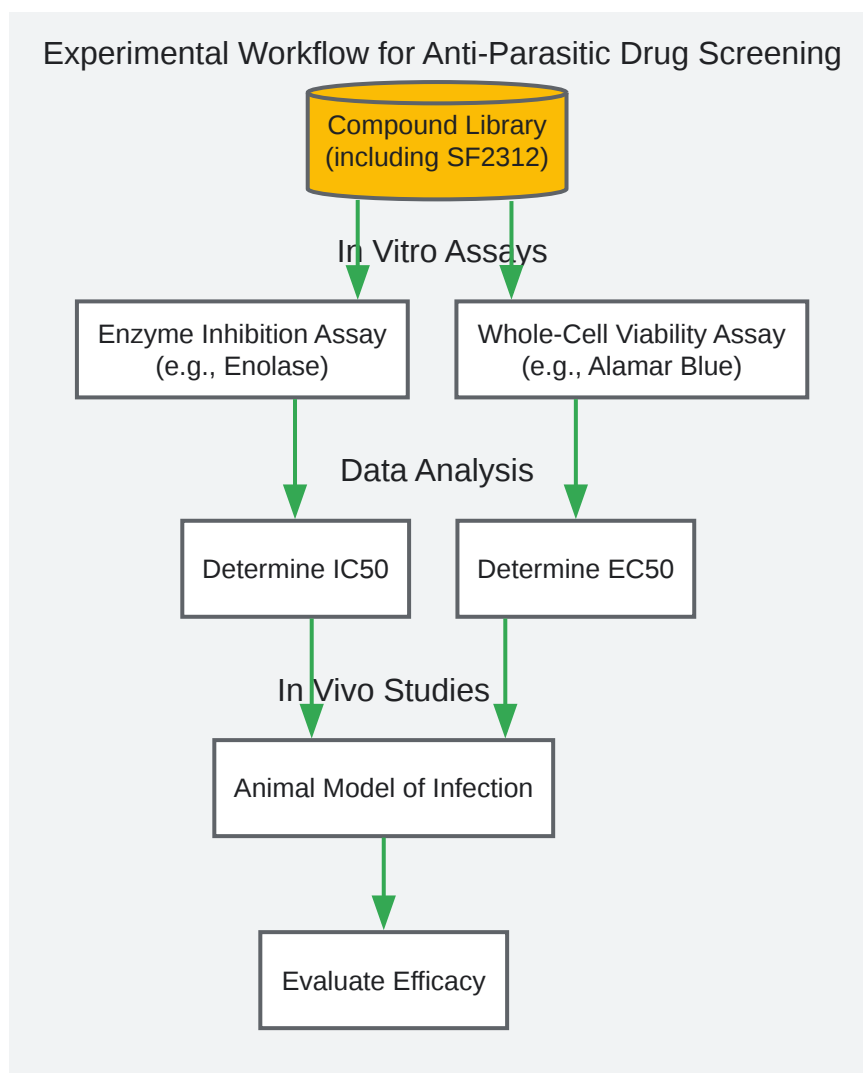 Experimental Workflow for Anti-Parasitic Drug Screening
Compound Library
(including SF2312)
In Vitro Assays
Enzyme Inhibition Assay
(e.g., Enolase)
Whole-Cell Viability Assay
(e.g., Alamar Blue)
Data Analysis
Determine IC50
Determine EC50
In Vivo Studies
Animal Model of Infection
Evaluate Efficacy